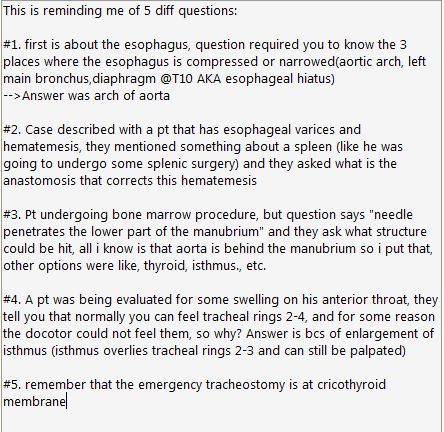 This is reminding me of 5 diff questions:
#1. first is about the esophagus, question required you to know the 3
places where the esophagus is compressed or narrowed(aortic arch, left
main bronchus,diaphragm @T10 AKA esophageal hiatus)
-->Answer was arch of aorta
#2. Case described with a pt that has esophageal varices and
hematemesis, they mentioned something about a spleen (like he was
going to undergo some splenic surgery) and they asked what is the
anastomosis that corrects this hematemesis
#3. Pt undergoing bone marrow procedure, but question says "needle
penetrates the lower part of the manubrium" and they ask what structure
could be hit, all i know is that aorta is behind the manubrium so i put that,
other options were like, thyroid, isthmus., etc.
#4. A pt was being evaluated for some swelling on his anterior throat, they
tell you that normally you can feel tracheal rings 2-4, and for some reason
the docotor could not feel them, so why? Answer is bcs of enlargement of
isthmus (isthmus overlies tracheal rings 2-3 and can still be palpated)
#5. remember that the emergency tracheostomy is at cricothyroid
membrane